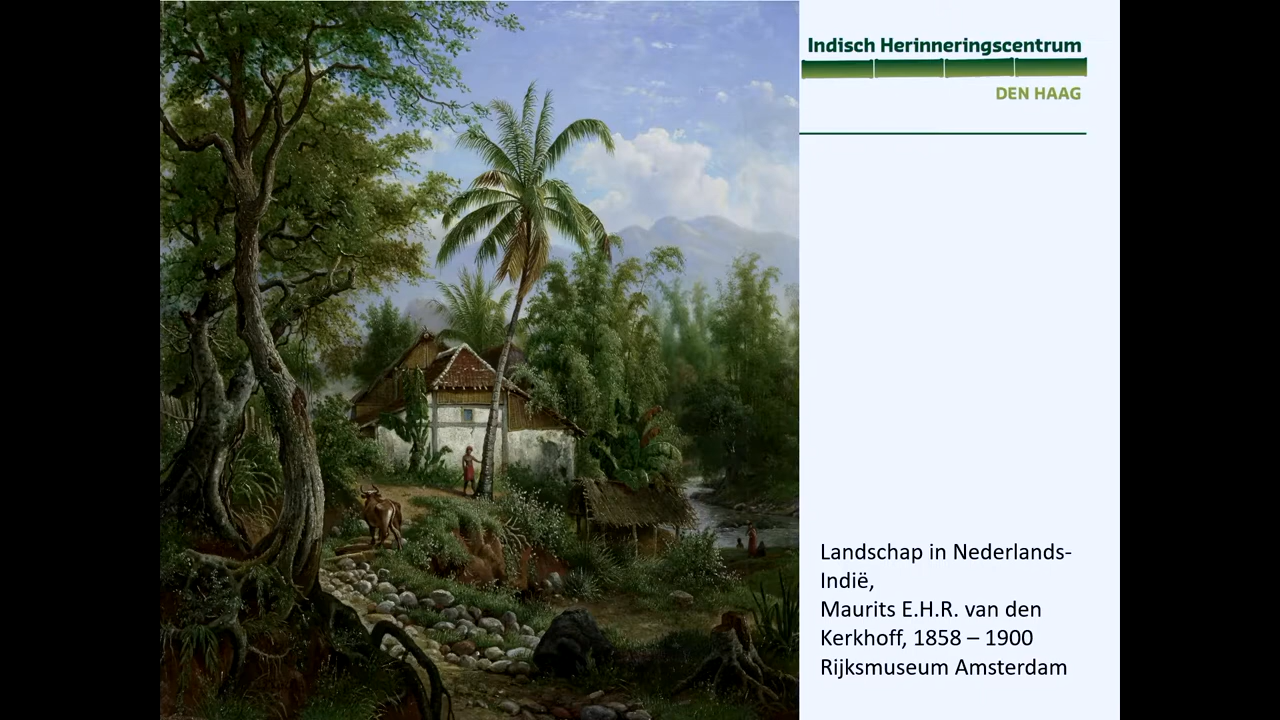 Indisch Herinneringscentrum
DEN HAAG
Landschap in Nederlands-
Indië,
Maurits E.H.R. van den
Kerkhoff, 1858 – 1900
Rijksmuseum Amsterdam